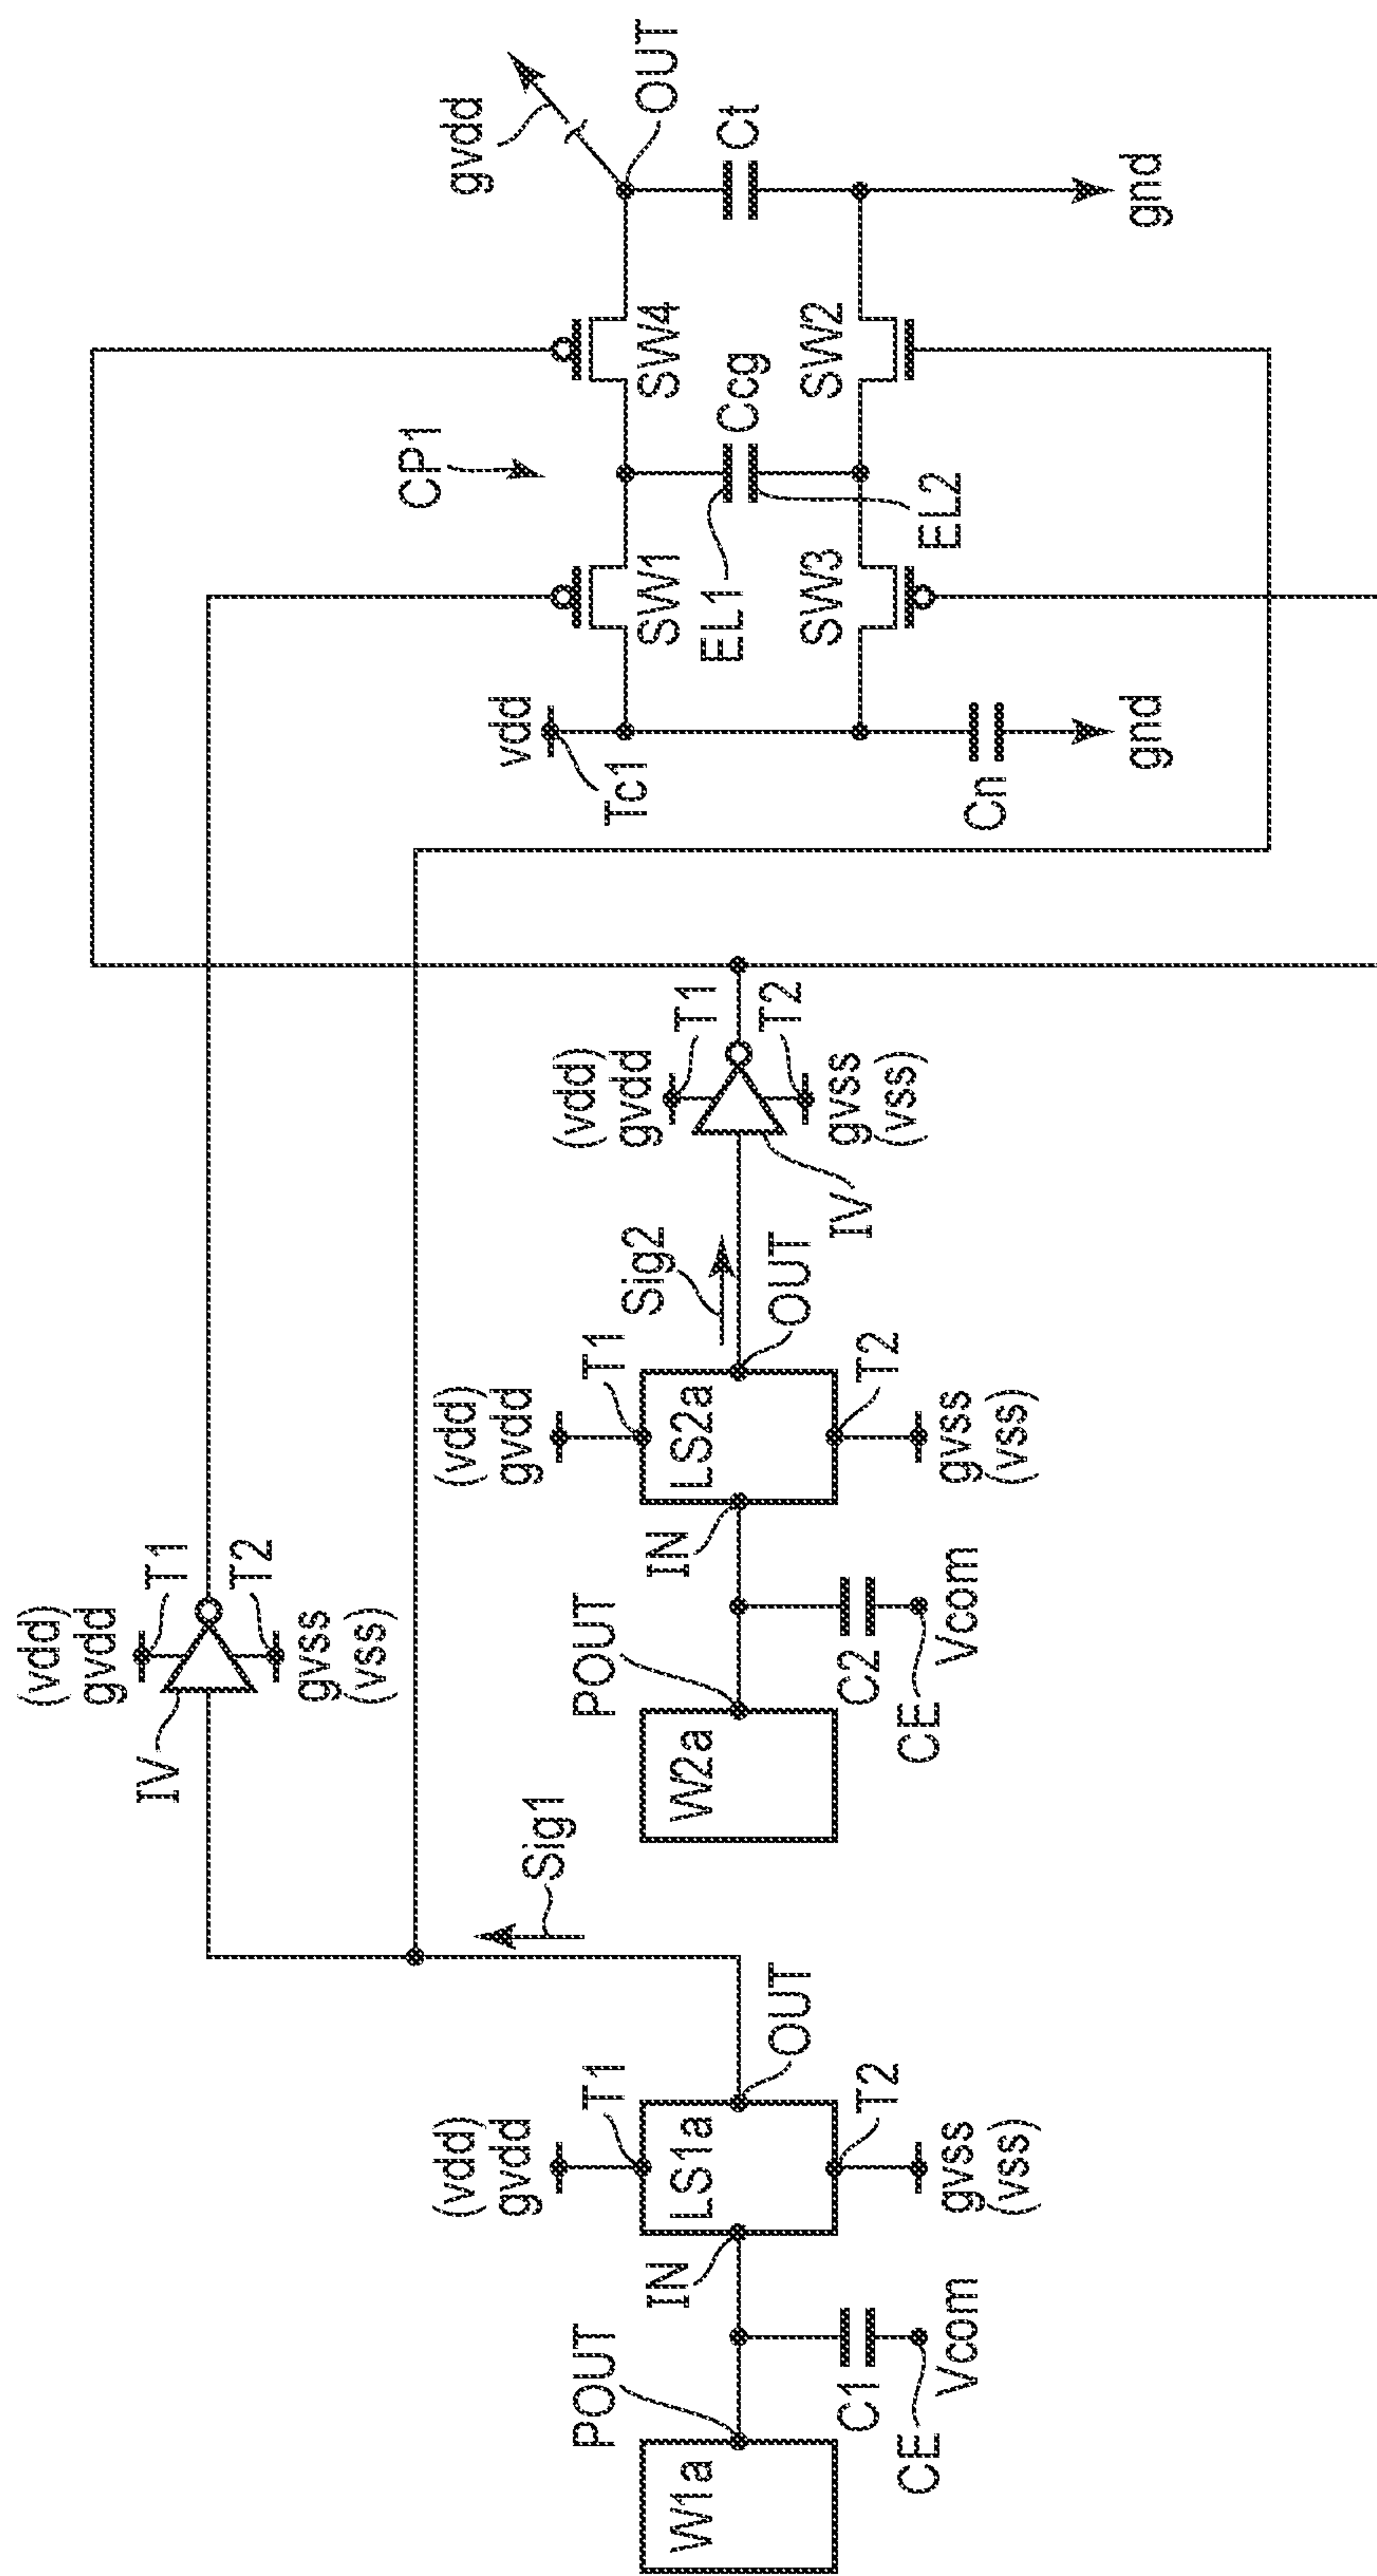 gvdd
OUT
Ct
gnd
SW4
SW2
CP1
Ccg
EL1
EL2
SW1
SW3
vdd
Tc1
Cn
gnd
(vdd)
gvdd
T1
T2
gvss
(vss)
IV
Sig2
OUT
(vdd)
gvdd
T1
LS2a
T2
gvss
(vss)
IN
(vdd)
gvdd
T1
T2
gvss
(vss)
IV
POUT
C2
Vcom
CE
W2a
Sig1
OUT
(vdd)
gvdd
T1
LS1a
T2
gvss
(vss)
IN
POUT
C1
Vcom
CE
W1a